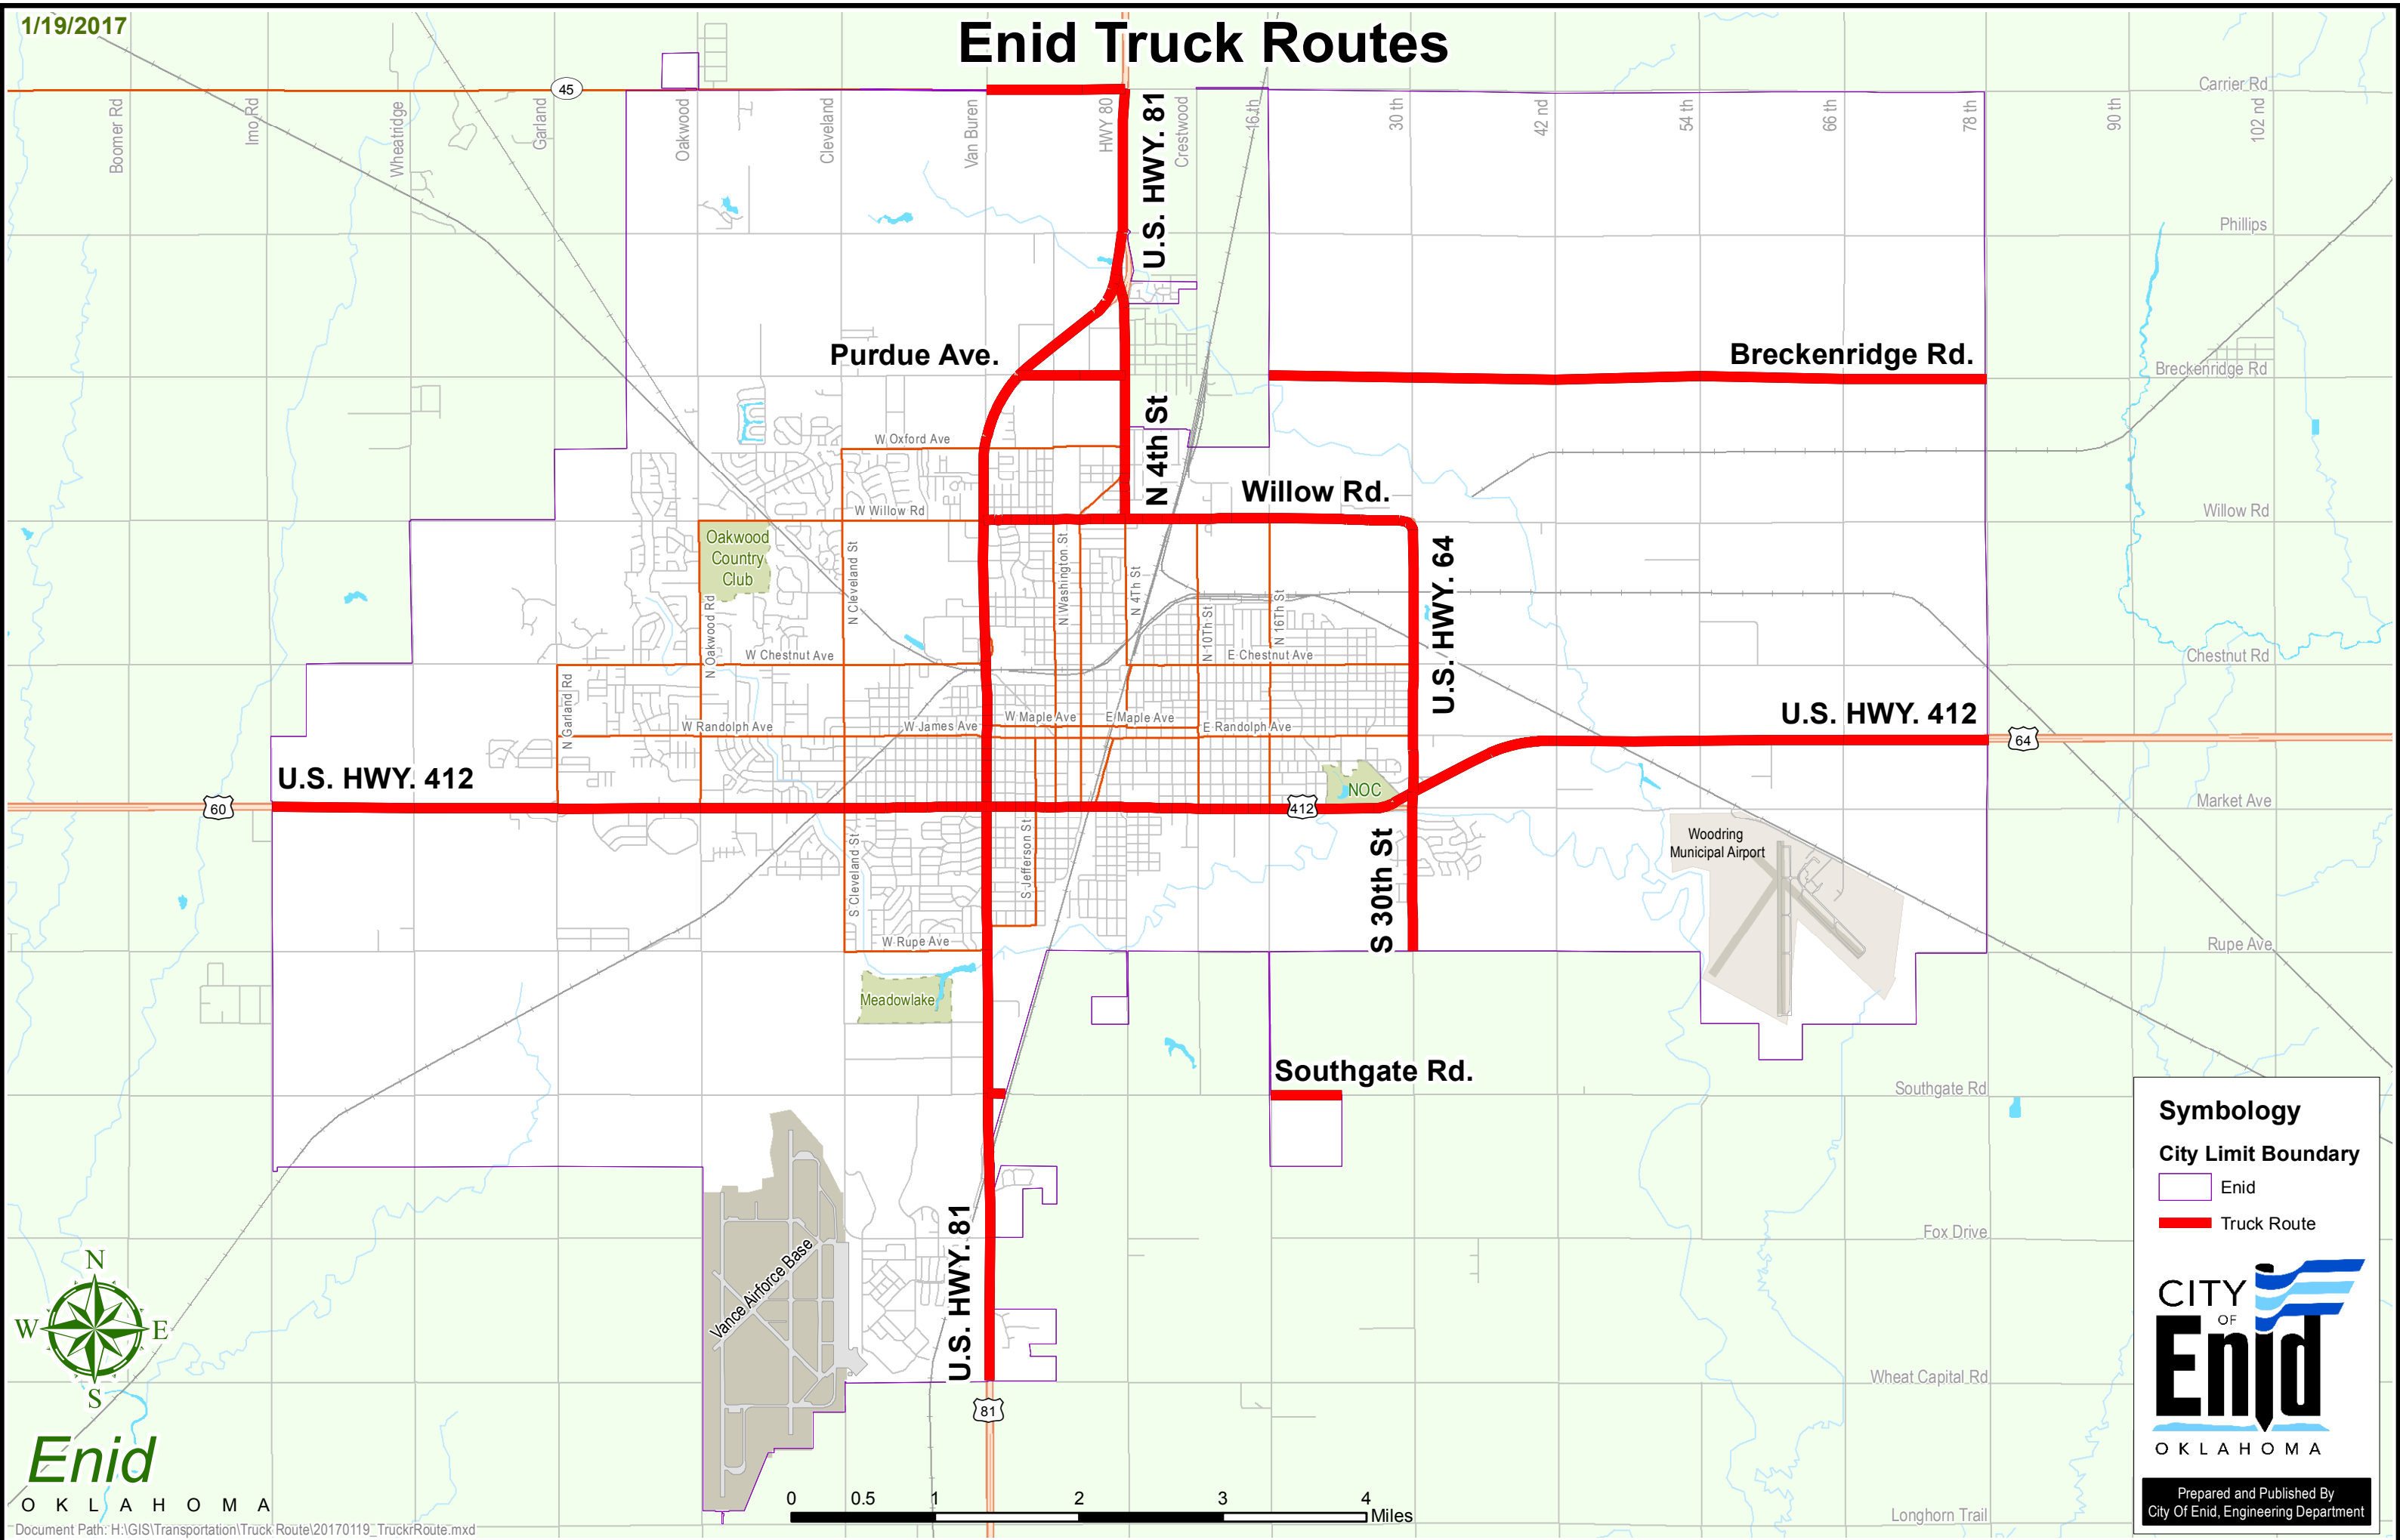 1/19/2017
Enid Truck Routes
45
Carrier Rd
Boomer Rd
Imo Rd
Wheatridge
Garland
Oakwood
Cleveland
Van Buren
HWY 80
U.S. HWY. 81
Crestwood
16 th
30 th
42 nd
54 th
66 th
78 th
90 th
102 nd
Phillips
Purdue Ave.
Breckenridge Rd.
Breckenridge Rd
N 4th St
W Oxford Ave
Willow Rd.
W Willow Rd
Willow Rd
Oakwood
Country
Club
N Oakwood Rd
N Cleveland St
N Washington St
N 4Th St
N 10Th St
N 16Th St
U.S. HWY. 64
W Chestnut Ave
E Chestnut Ave
Chestnut Rd
N Garland Rd
W Randolph Ave
W James Ave
W Maple Ave
E Maple Ave
E Randolph Ave
U.S. HWY. 412
64
U.S. HWY. 412
60
412
NOC
Market Ave
Woodring
Municipal Airport
S Cleveland St
S Jefferson St
S 30th St
W Rupe Ave
Rupe Ave
Meadowlake
Southgate Rd.
Southgate Rd
U.S. HWY. 81
Vance Airforce Base
Fox Drive
Wheat Capital Rd
81
Longhorn Trail
N
W
E
S
Enid
OKLAHOMA
Document Path: H:\GIS\Transportation\Truck Route\20170119_TruckrRoute.mxd
0 0.5 1 2 3 4
Miles
Symbology
City Limit Boundary
Enid
Truck Route
CITY
OF
Enid
OKLAHOMA
Prepared and Published By
City Of Enid, Engineering Department